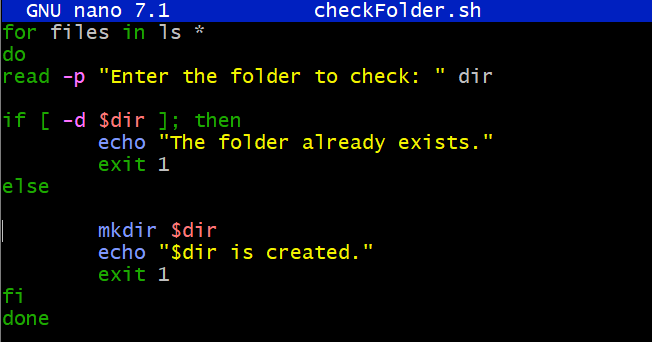 GNU nano 7.1 checkFolder.sh
for files in ls *
do
read -p "Enter the folder to check: " dir
if [ -d $dir ]; then
echo "The folder already exists."
exit 1
else
mkdir $dir
echo "$dir is created."
exit 1
fi
done